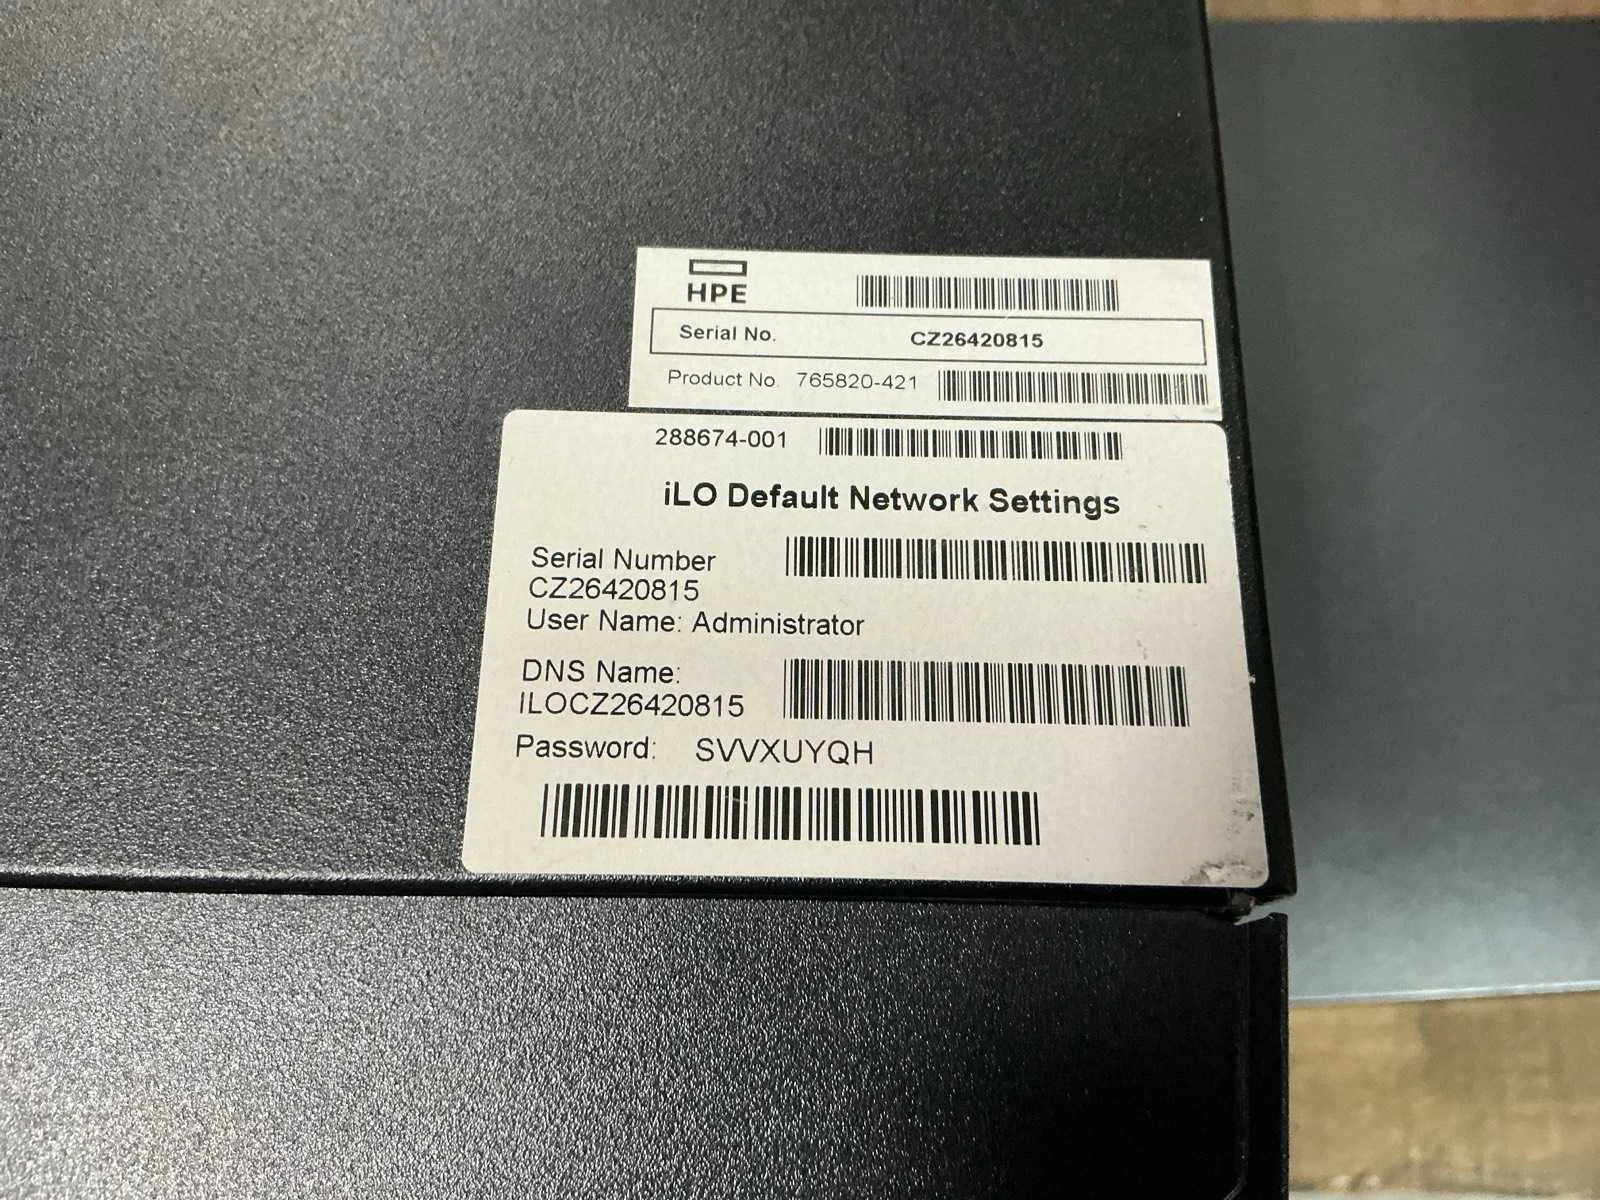 HPE
Serial No. CZ26420815
Product No. 765820-421
288674-001
iLO Default Network Settings
Serial Number
CZ26420815
User Name: Administrator
DNS Name:
ILOCZ26420815
Password: SVVXUYQH